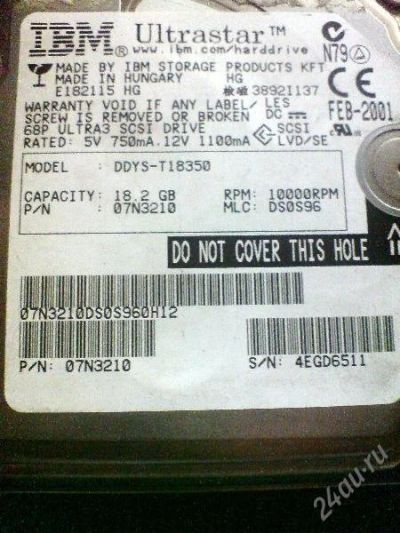 IBM® Ultrastar™
www.ibm.com/harddrive
N79
MADE BY IBM STORAGE PRODUCTS KFT
MADE IN HUNGARY HG
E182115 HG 檢磁 38921137
CE
WARRANTY VOID IF ANY LABEL/ LES
FEB-2001
SCREW IS REMOVED OR BROKEN DC
68P ULTRA3 SCSI DRIVE SCSI
RATED: 5V 750mA.12V 1100mA LVD/SE
MODEL : DDYS-T18350
CAPACITY: 18.2 GB RPM: 10000RPM
P/N : 07N3210 MLC: DS0S96
DO NOT COVER THIS HOLE
07N3210DS0S960H12
P/N: 07N3210 S/N: 4EGD6511
24au.ru